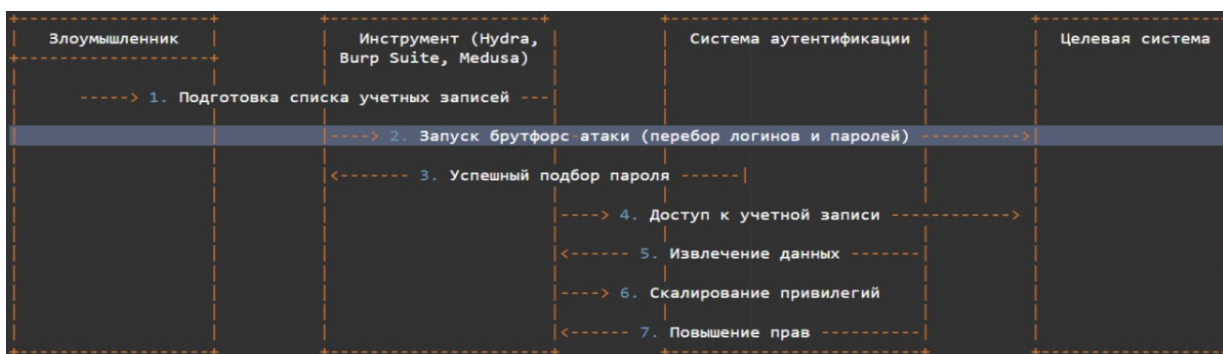 Злоумышленник Инструмент (Hydra, Система аутентификации Целевая система
Burp Suite, Medusa)
1. Подготовка списка учетных записей
2. Запуск брутфорс-атаки (перебор логинов и паролей)
3. Успешный подбор пароля
4. Доступ к учетной записи
5. Извлечение данных
6. Скалирование привилегий
7. Повышение прав